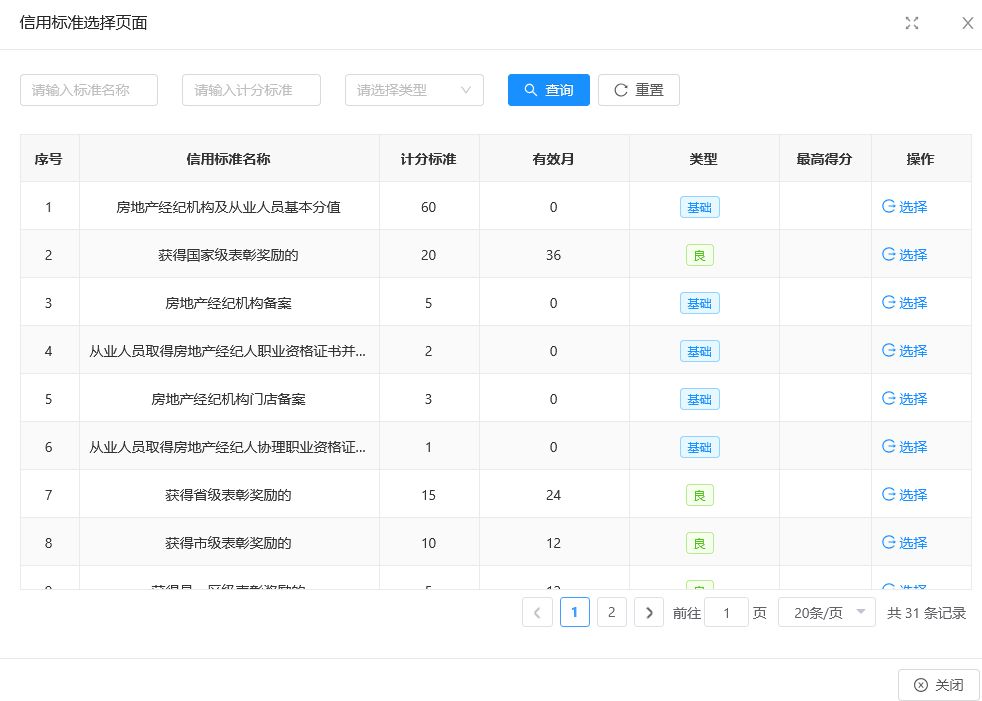 信用标准选择页面
请输入标准名称 请输入计分标准 请选择类型 查询 重置
序号 信用标准名称 计分标准 有效月 类型 最高得分 操作
1 房地产经纪机构及从业人员基本分值 60 0 基础 选择
2 获得国家级表彰奖励的 20 36 良 选择
3 房地产经纪机构备案 5 0 基础 选择
4 从业人员取得房地产经纪人职业资格证书并... 2 0 基础 选择
5 房地产经纪机构门店备案 3 0 基础 选择
6 从业人员取得房地产经纪人协理职业资格证... 1 0 基础 选择
7 获得省级表彰奖励的 15 24 良 选择
8 获得市级表彰奖励的 10 12 良 选择
1 2 前往 1 页 20条/页 共 31 条记录
关闭